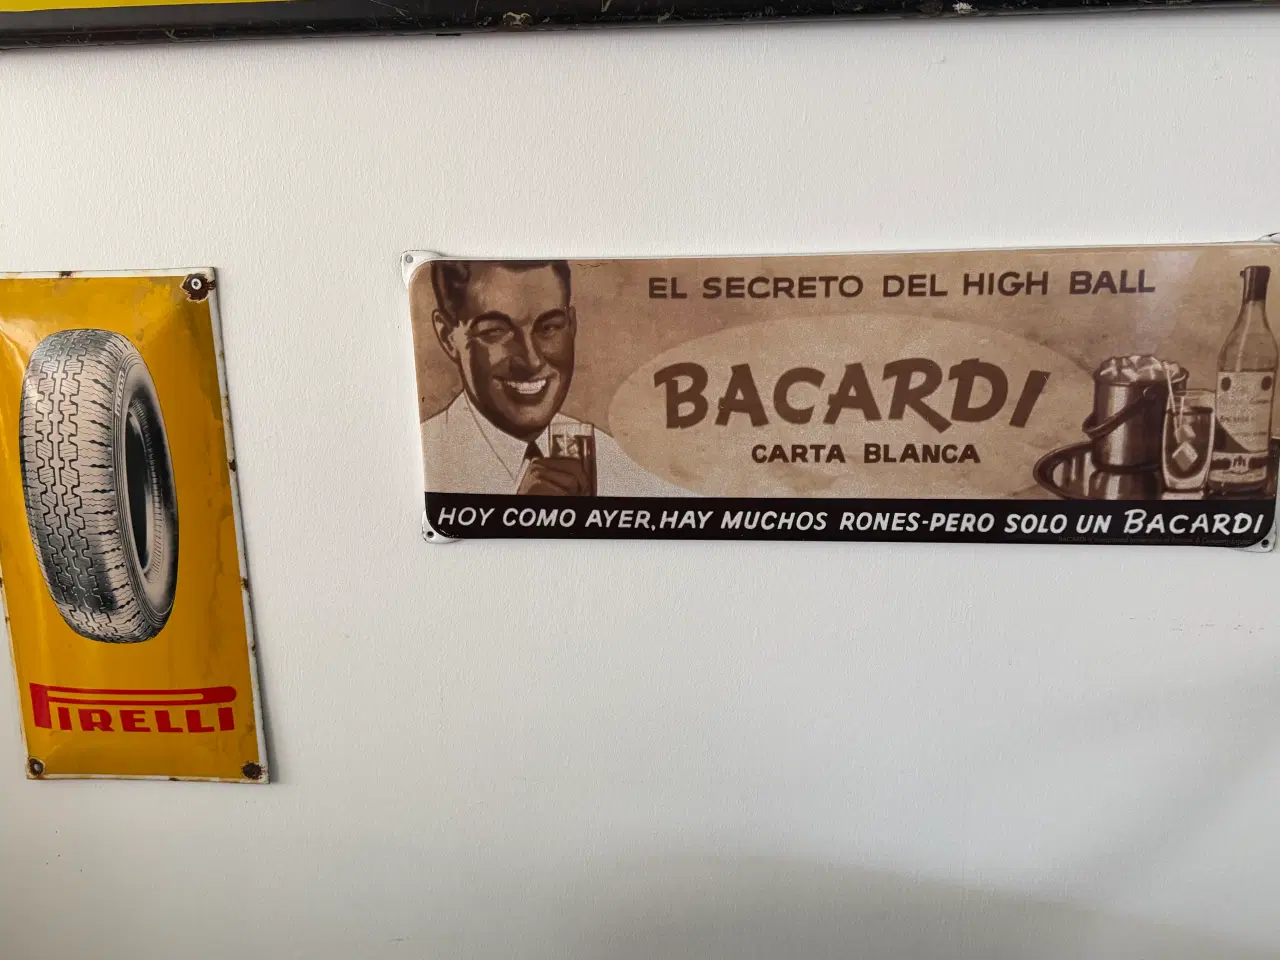 EL SECRETO DEL HIGH BALL
BACARDI
CARTA BLANCA
HOY COMO AYER, HAY MUCHOS RONES-PERO SOLO UN BACARDI
PIRELLI